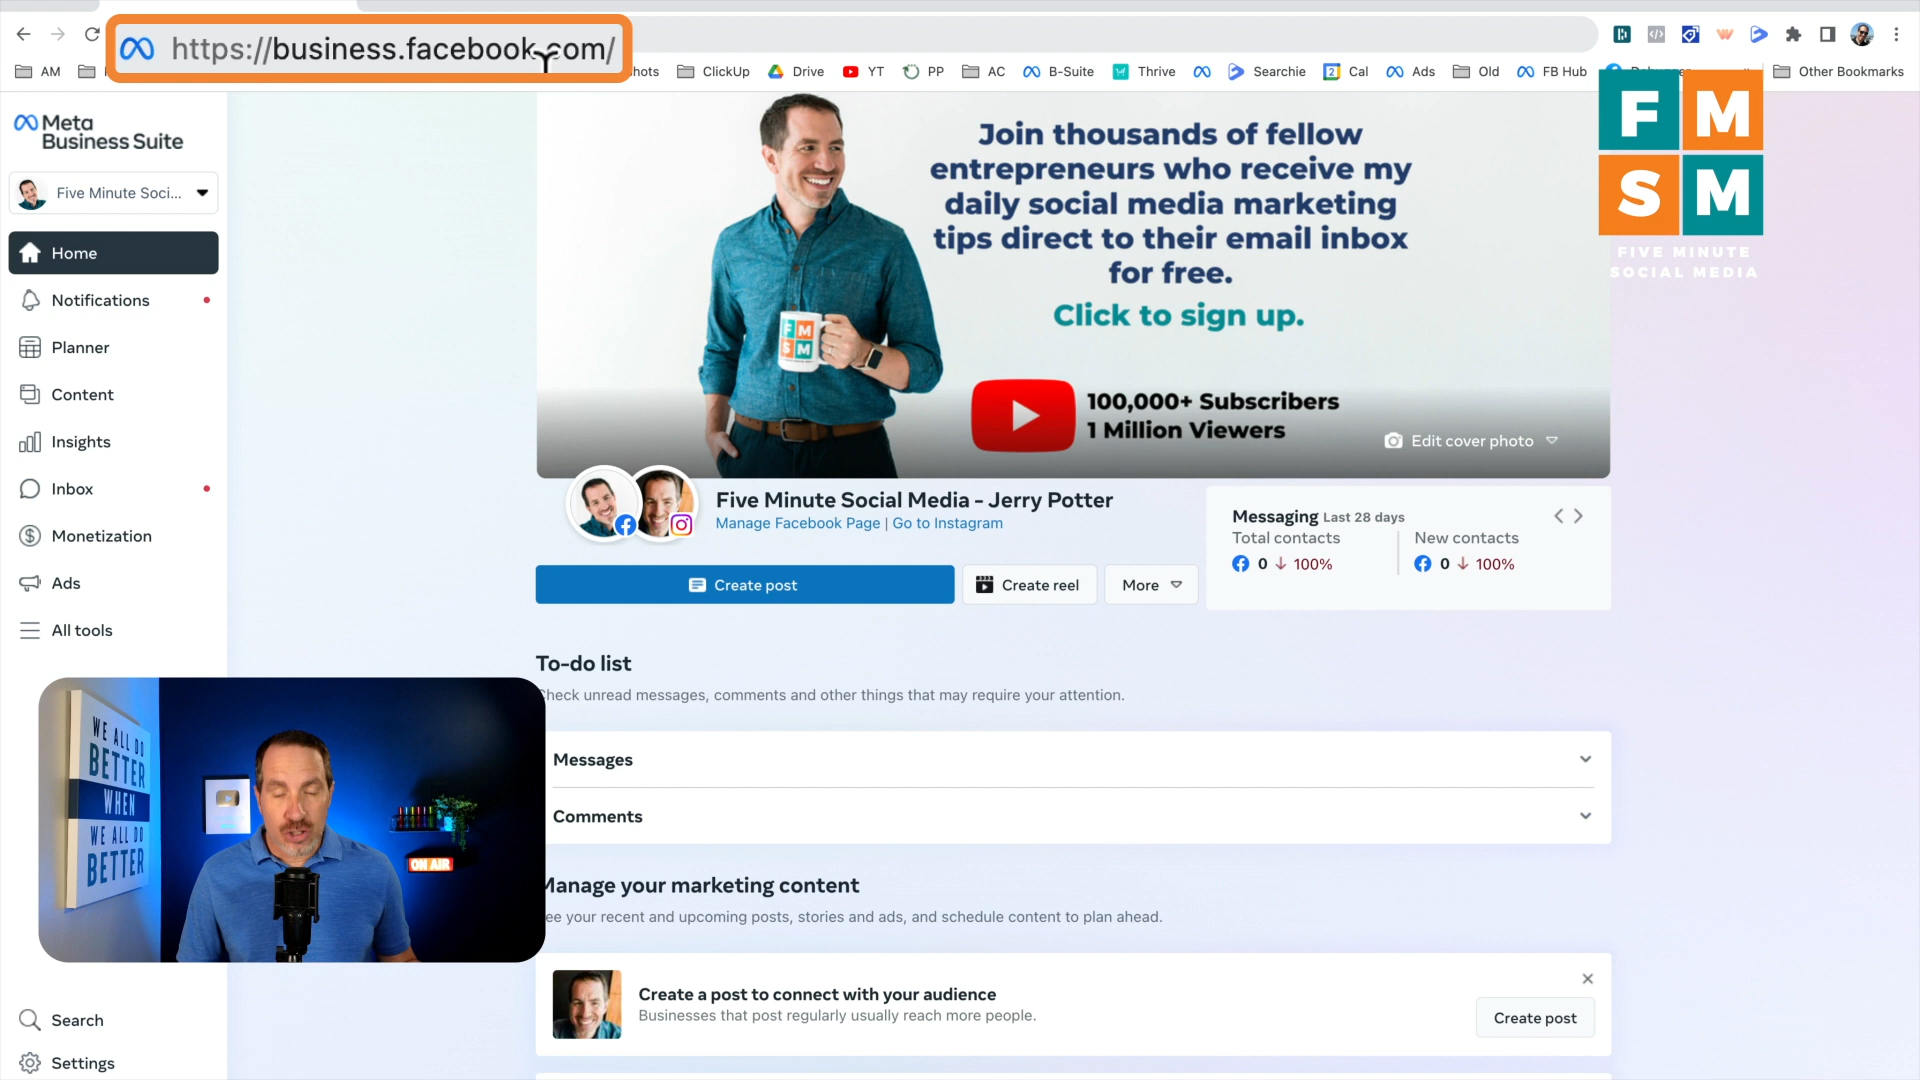 https://business.facebook.com/
AM
hots
ClickUp
Drive
YT
PP
AC
B-Suite
Thrive
Searchie
2
Cal
Ads
Old
FB Hub
Other Bookmarks
Meta
Business Suite
Five Minute Soci...
Home
Notifications
Planner
Content
Insights
Inbox
Monetization
Ads
All tools
Search
Settings
Join thousands of fellow
entrepreneurs who receive my
daily social media marketing
tips direct to their email inbox
for free.
Click to sign up.
100,000+ Subscribers
1 Million Viewers
Edit cover photo
F M
S M
F M
S M
FIVE MINUTE
SOCIAL MEDIA
Five Minute Social Media - Jerry Potter
Manage Facebook Page | Go to Instagram
Create post
Create reel
More
Messaging Last 28 days
Total contacts
0 ↓ 100%
New contacts
0 ↓ 100%
To-do list
heck unread messages, comments and other things that may require your attention.
Messages
Comments
Manage your marketing content
ee your recent and upcoming posts, stories and ads, and schedule content to plan ahead.
Create a post to connect with your audience
Businesses that post regularly usually reach more people.
Create post
WE ALL DO
BETTER
WHEN
WE ALL DO
BETTER
ON AIR